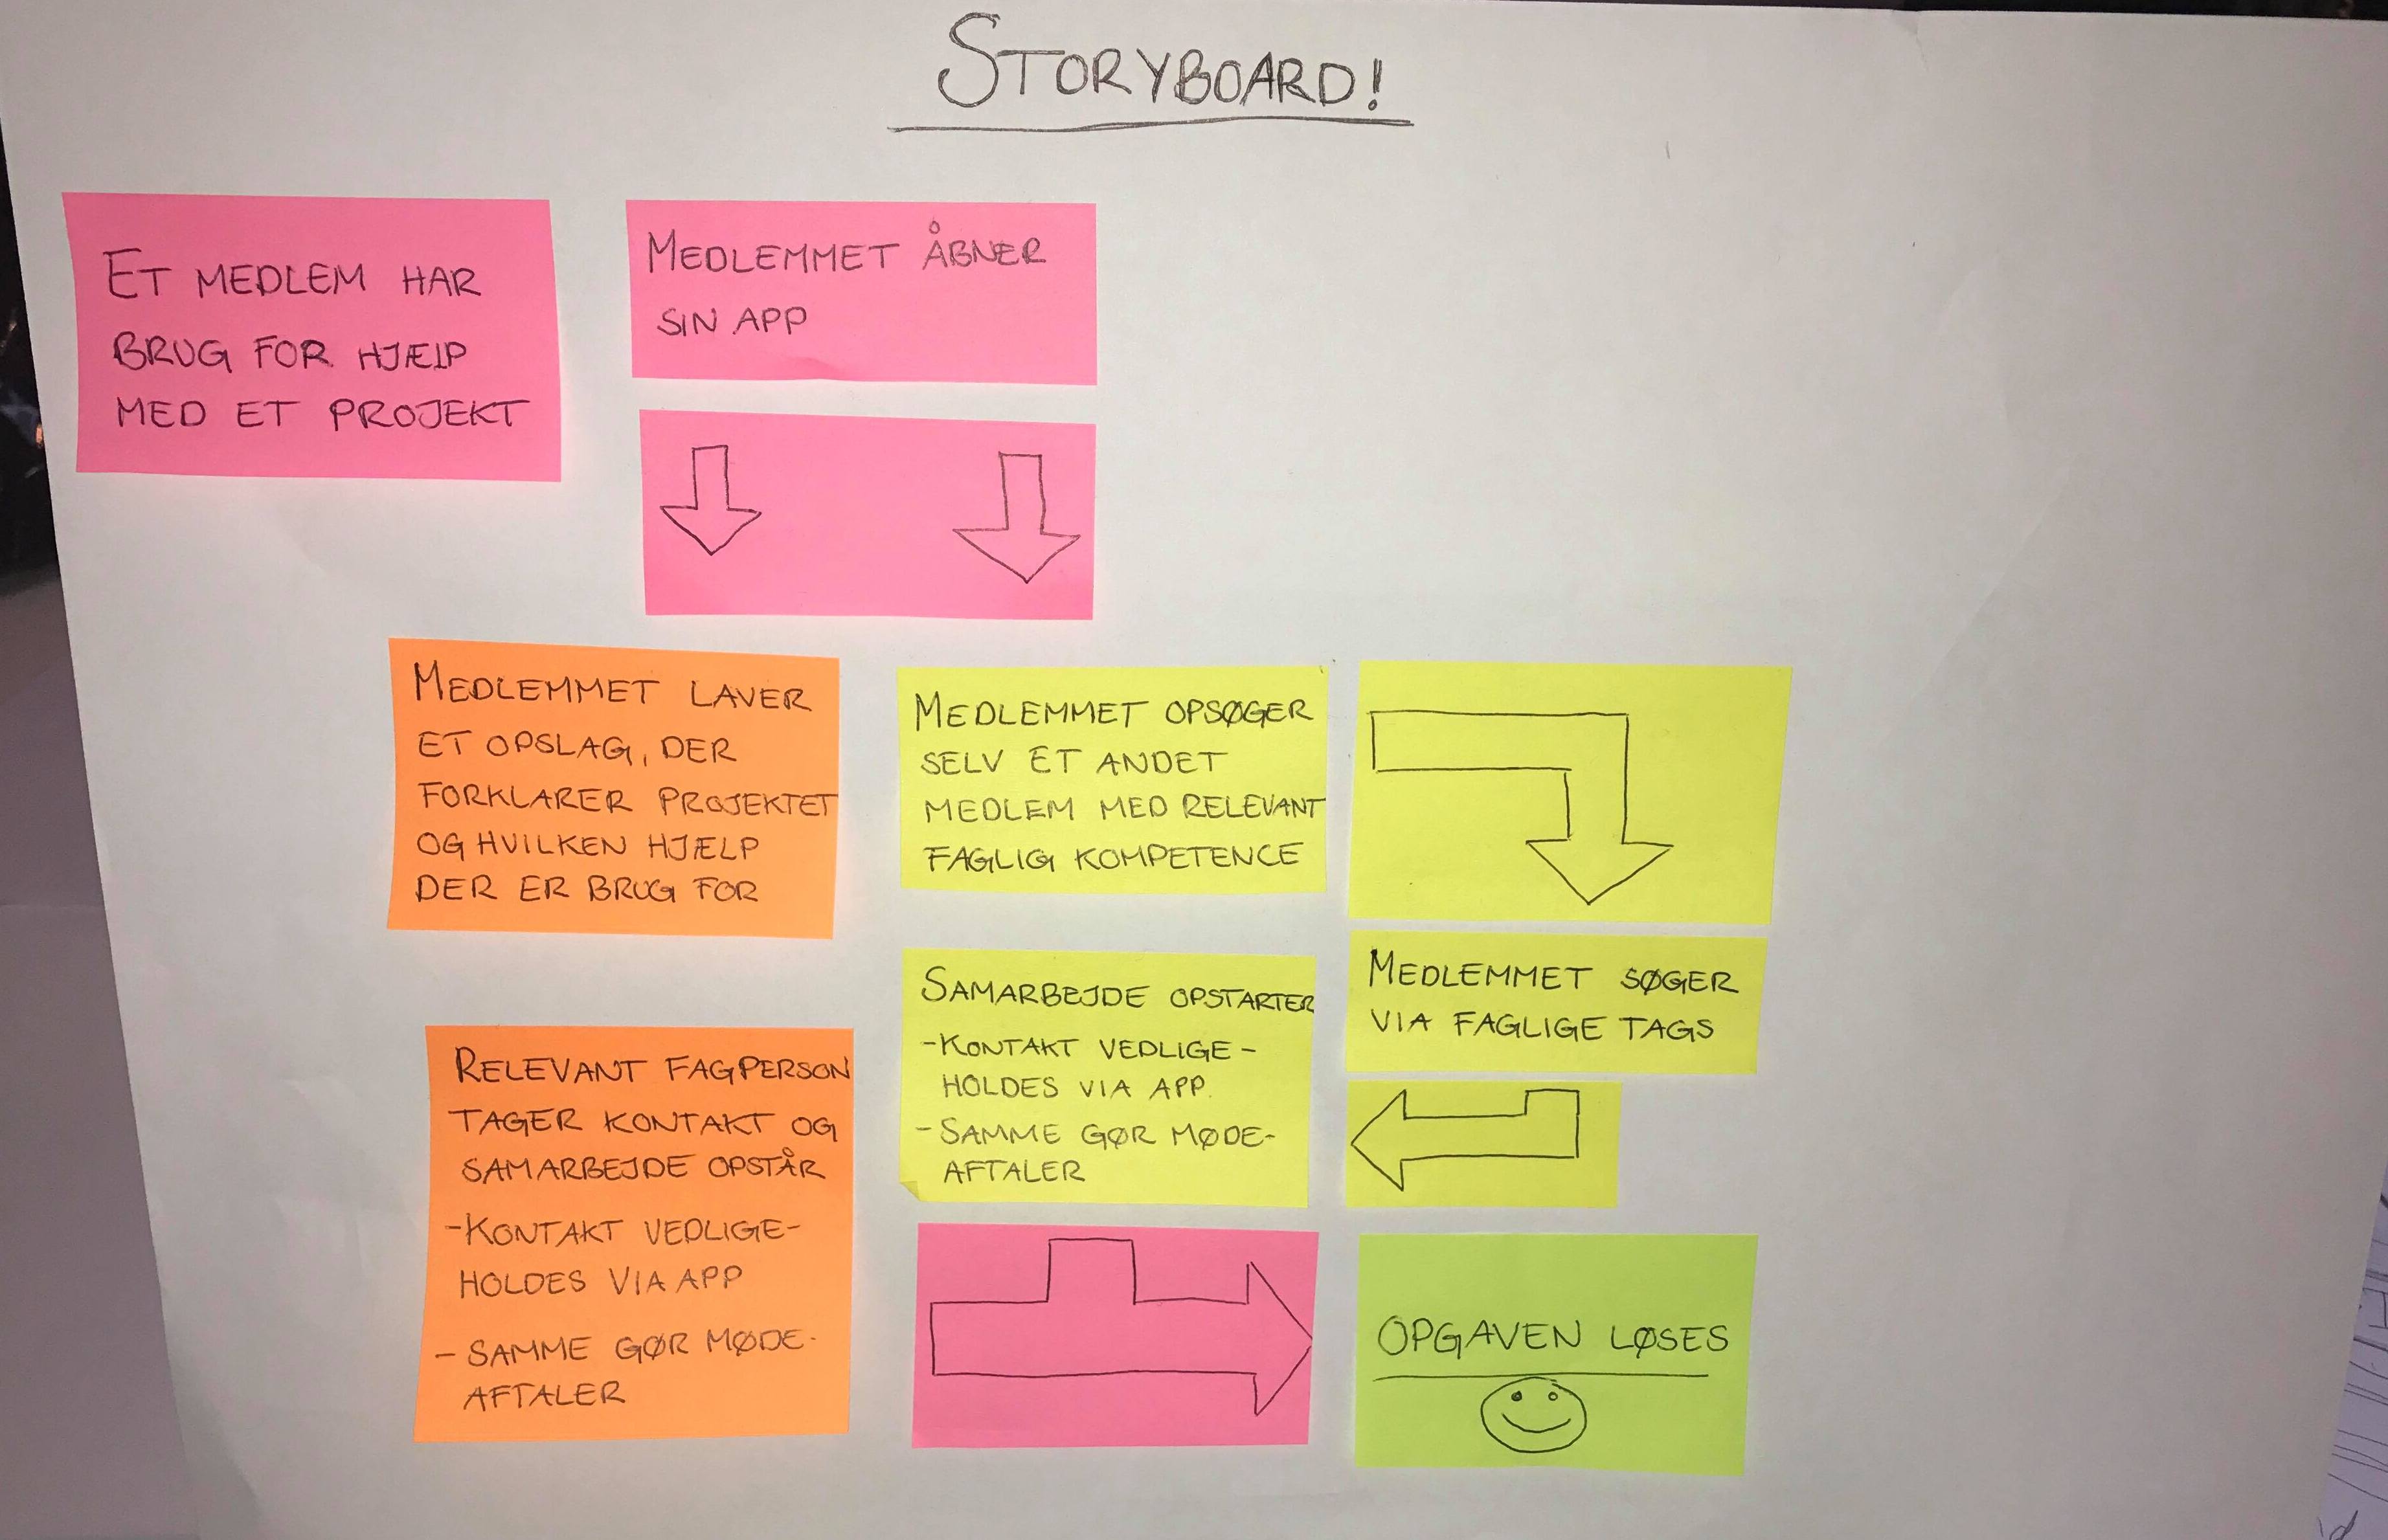 STORYBOARD!
ET MEDLEM HAR
BRUG FOR HJÆLP
MED ET PROJEKT
MEDLEMMET ÅBNER
SIN APP
MEDLEMMET LAVER
ET OPSLAG, DER
FORKLARER PROJEKTET
OG HVILKEN HJÆLP
DER ER BRUG FOR
MEDLEMMET OPSØGER
SELV ET ANDET
MEDLEM MED RELEVANT
FAGLIG KOMPETENCE
MEDLEMMET SØGER
VIA FAGLIGE TAGS
SAMARBEJDE OPSTARTER
-KONTAKT VEDLIGE-
HOLDES VIA APP.
-SAMME GØR MØDE-
AFTALER
RELEVANT FAGPERSON
TAGER KONTAKT OG
SAMARBEJDE OPSTÅR
-KONTAKT VEDLIGE-
HOLDES VIA APP
- SAMME GØR MØDE-
AFTALER
OPGAVEN LØSES